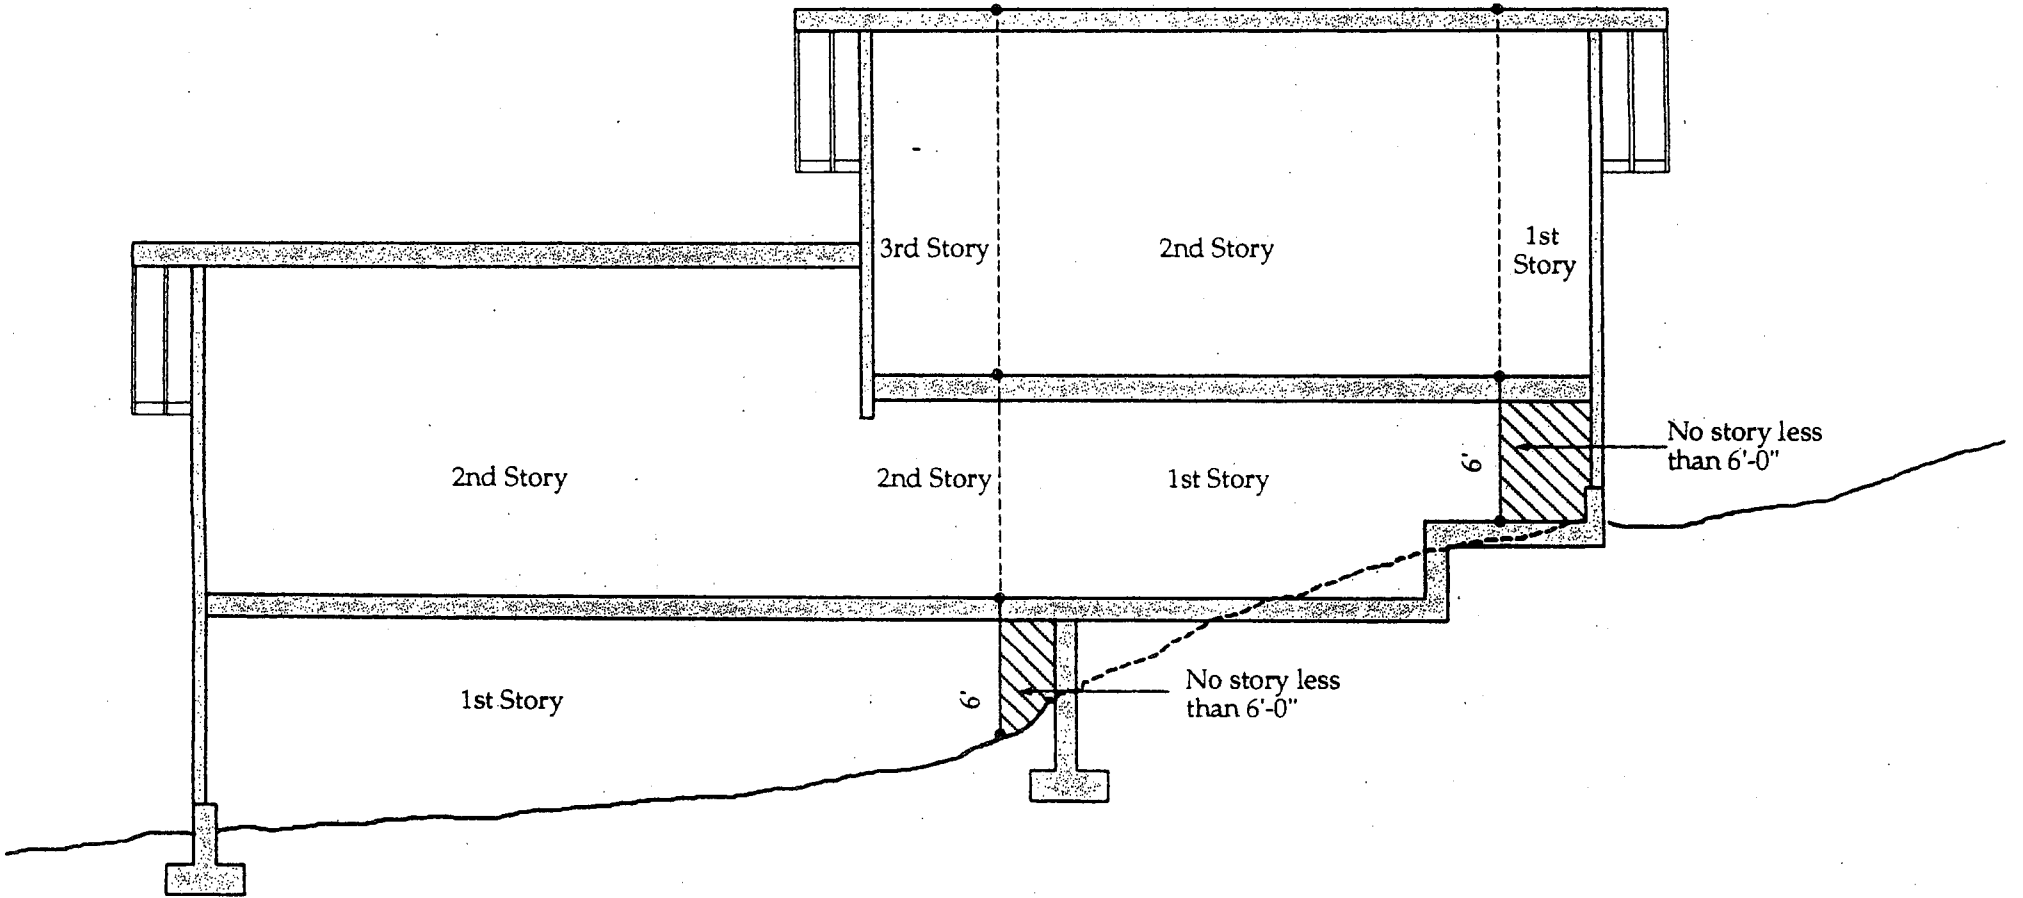 3rd Story
2nd Story
1st
Story
No story less
than 6'-0"
6'
2nd Story
2nd Story
1st Story
1st Story
6'
No story less
than 6'-0"